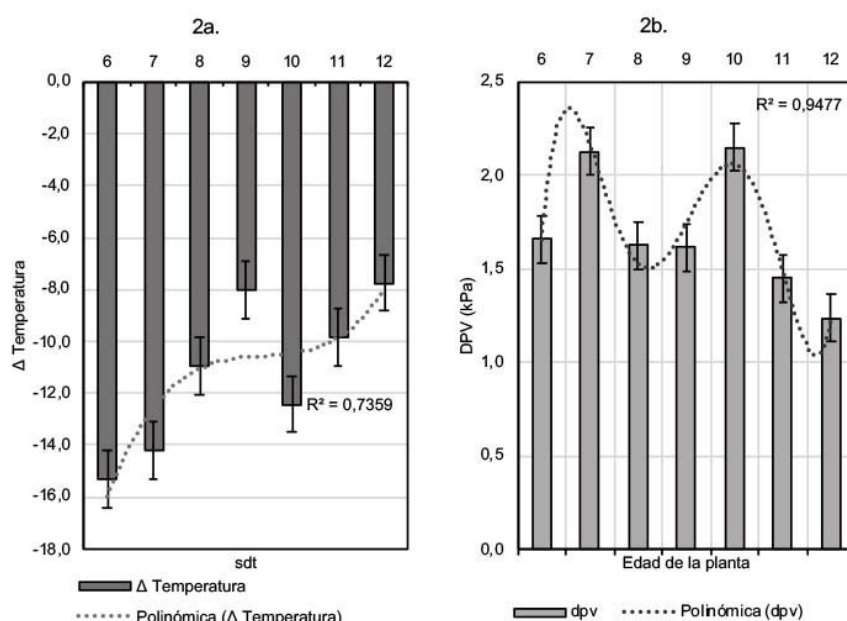 2a.
6 7 8 9 10 11 12
0,0
-2,0
-4,0
-6,0
-8,0
-10,0
-12,0
-14,0
-16,0
-18,0
Δ Temperatura
R² = 0,7359
sdt
Δ Temperatura
Polinómica (Δ Temperatura)
2b.
6 7 8 9 10 11 12
2,5
2,0
1,5
1,0
0,5
0,0
DPV (kPa)
R² = 0,9477
Edad de la planta
dpv
Polinómica (dpv)